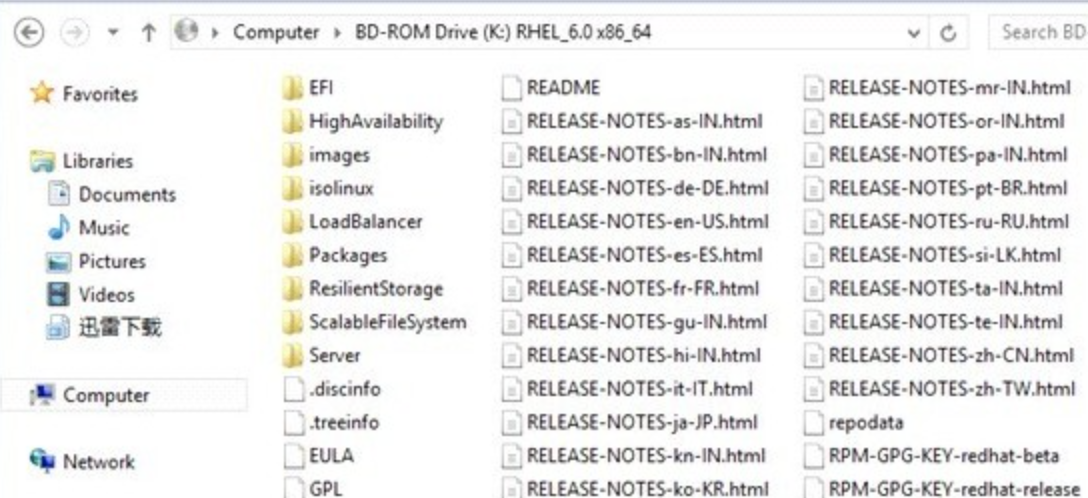 Computer BD-ROM Drive (K:) RHEL_6.0 x86_64
Search BD
Favorites
Libraries
Documents
Music
Pictures
Videos
迅雷下载
Computer
Network
EFI
HighAvailability
images
isolinux
LoadBalancer
Packages
ResilientStorage
ScalableFileSystem
Server
.discinfo
.treeinfo
EULA
GPL
README
RELEASE-NOTES-as-IN.html
RELEASE-NOTES-bn-IN.html
RELEASE-NOTES-de-DE.html
RELEASE-NOTES-en-US.html
RELEASE-NOTES-es-ES.html
RELEASE-NOTES-fr-FR.html
RELEASE-NOTES-gu-IN.html
RELEASE-NOTES-hi-IN.html
RELEASE-NOTES-it-IT.html
RELEASE-NOTES-ja-JP.html
RELEASE-NOTES-kn-IN.html
RELEASE-NOTES-ko-KR.html
RELEASE-NOTES-mr-IN.html
RELEASE-NOTES-or-IN.html
RELEASE-NOTES-pa-IN.html
RELEASE-NOTES-pt-BR.html
RELEASE-NOTES-ru-RU.html
RELEASE-NOTES-si-LK.html
RELEASE-NOTES-ta-IN.html
RELEASE-NOTES-te-IN.html
RELEASE-NOTES-zh-CN.html
RELEASE-NOTES-zh-TW.html
repodata
RPM-GPG-KEY-redhat-beta
RPM-GPG-KEY-redhat-release